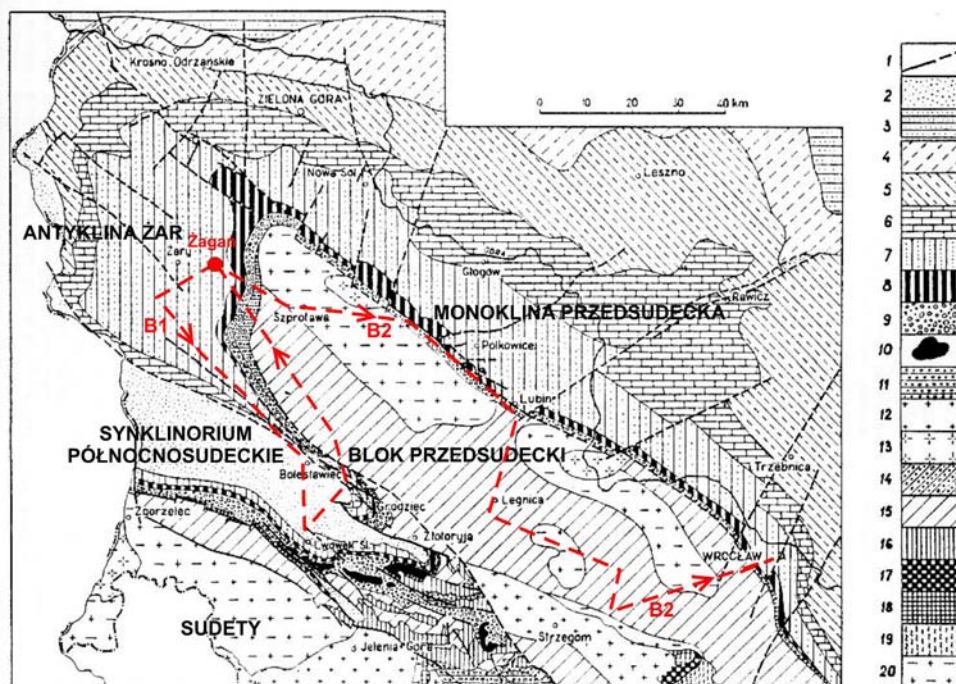 Krosno Odrzańskie
ZIELONA GÓRA
0 10 20 30 40 km
Nowa Sól
Leszno
ANTYKLINA ŻAR
Żagań
Żary
Głogów
Rawicz
MONOKLINA PRZEDSUDECKA
Szprotawa
B2
B1
Polkowice
Lubin
SYNKLINORIUM
PÓŁNOCNOSUDECKIE
BLOK PRZEDSUDECKI
Bolesławiec
Trzebnica
Legnica
Grodziec
Zgorzelec
Złotoryja
Lwówek Śl.
WROCŁAW
B2
SUDETY
Strzegom
Jelenia Góra
1
2
3
4
5
6
7
8
9
10
11
12
13
14
15
16
17
18
19
20